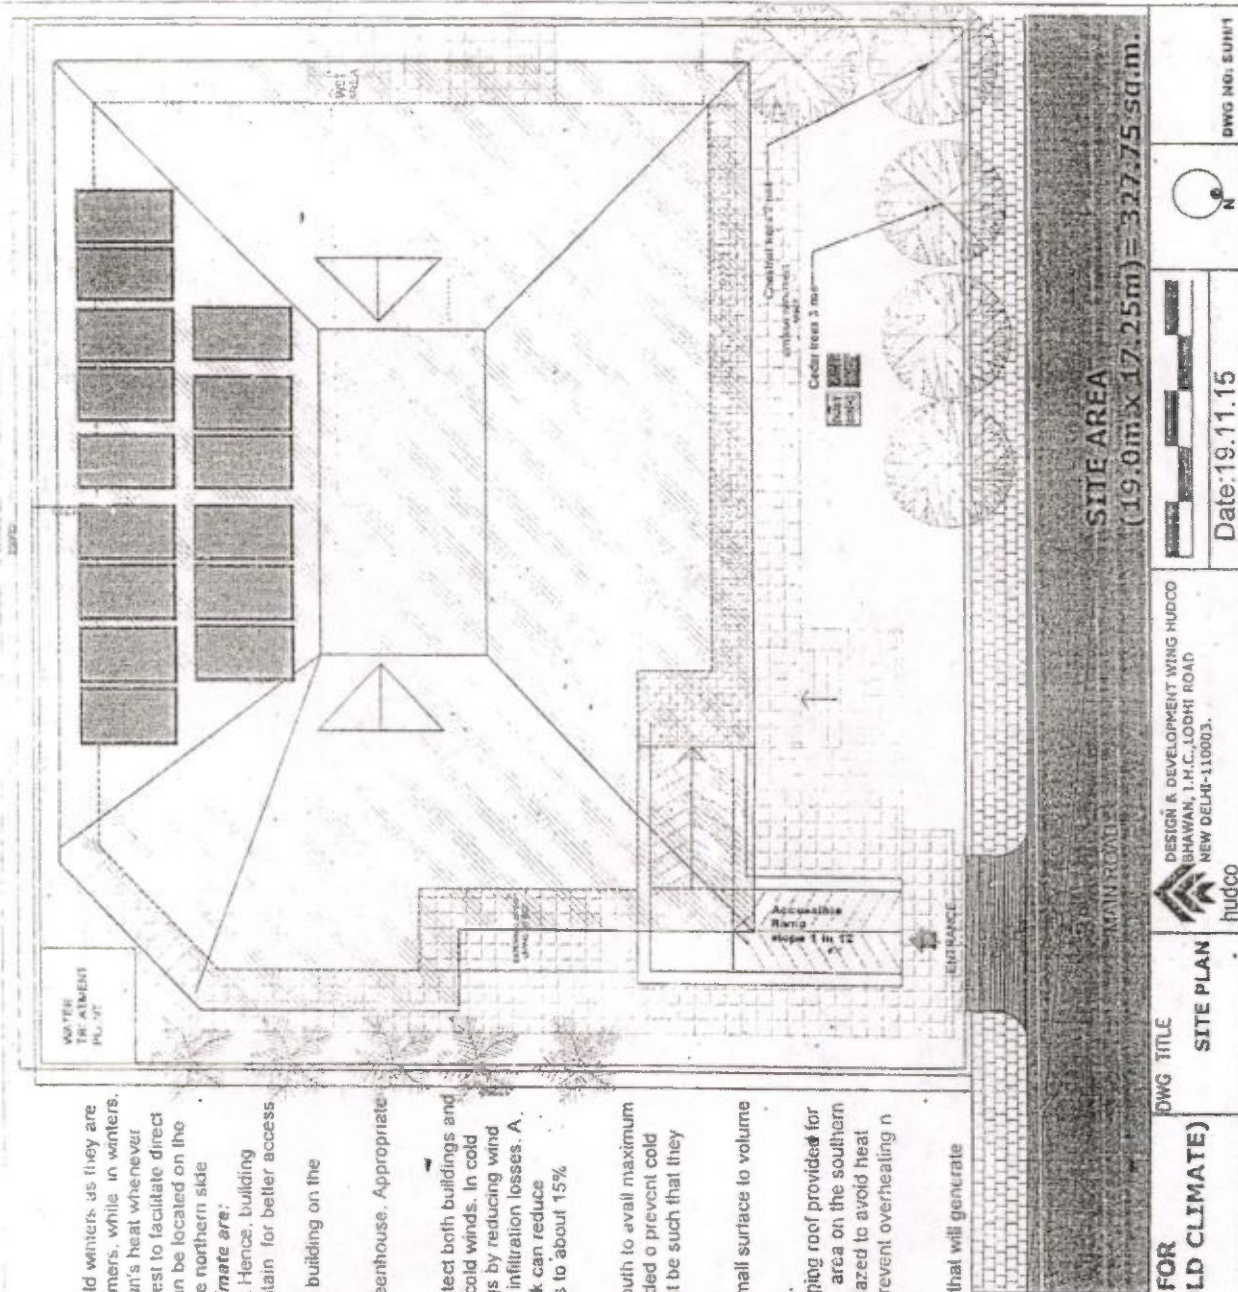 WATER
TREATMENT
PLANT
WET
AREA
Cedar trees 3 nos
Accessible
Ramp
slope 1 in 12
ENTRANCE
MAIN ROAD
SITE AREA
(19.0m x 17.25m) = 327.75 sq.m.
ld winters as they are
mers, while in winters,
n's heat whenever
est to facilitate direct
n be located on the
e northern side
mate are:
. Hence, building
tain for better access
building on the
eenhouse. Appropriate
tect both buildings and
cold winds. In cold
gs by reducing wind
infiltration losses. A
k can reduce
s to about 15%
outh to avail maximum
ded o prevent cold
t be such that they
mall surface to volume
ping roof provided for
area on the southern
azed to avoid heat
revent overheating n
that will generate
FOR
LD CLIMATE)
DWG TITLE
SITE PLAN
hudco
DESIGN & DEVELOPMENT WING HUDCO
BHAWAN, I.H.C., LODHI ROAD
NEW DELHI-110003.
Date:19.11.15
N
DWG NO: SUH/1